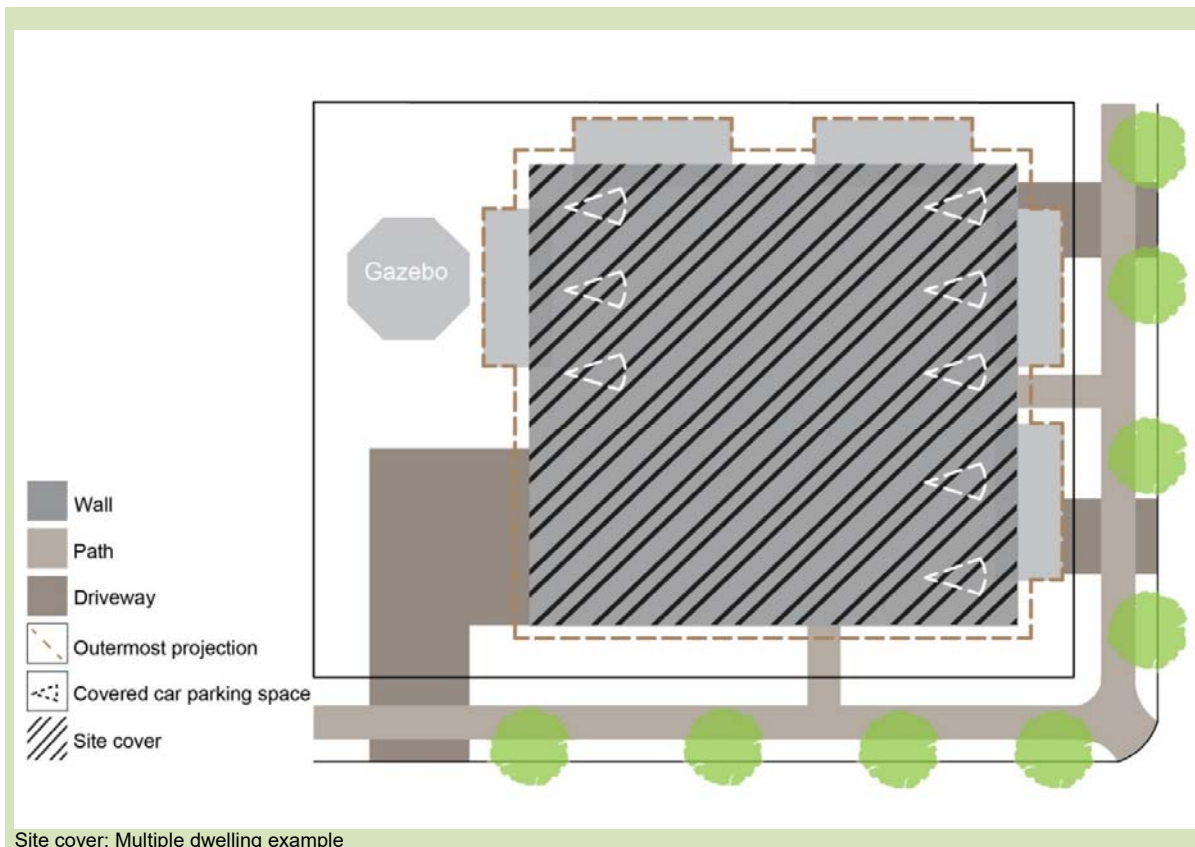 Gazebo
Wall
Path
Driveway
Outermost projection
Covered car parking space
Site cover
Site cover: Multiple dwelling example